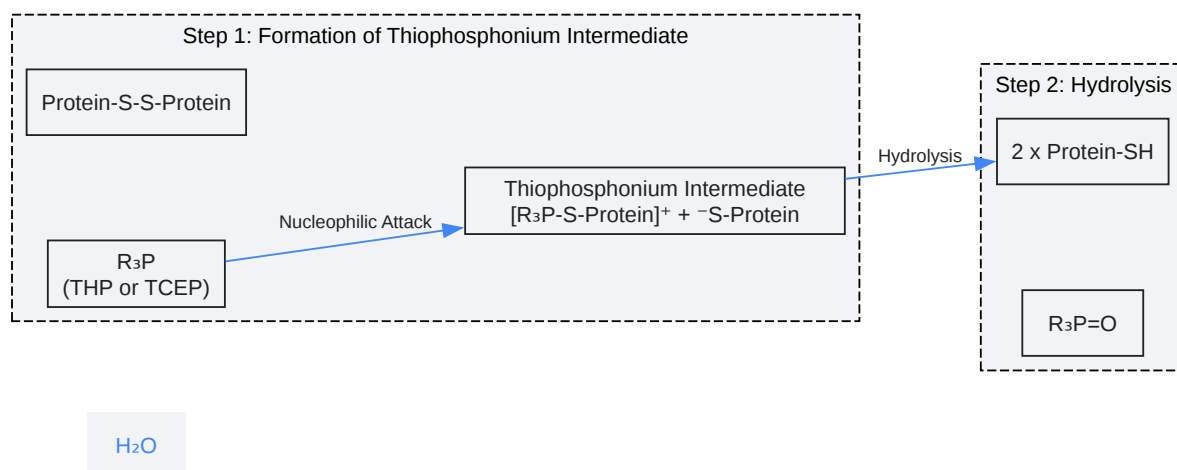 Step 1: Formation of Thiophosphonium Intermediate
Protein-S-S-Protein
R₃P
(THP or TCEP)
Nucleophilic Attack
Thiophosphonium Intermediate
[R₃P-S-Protein]⁺ + ⁻S-Protein
Hydrolysis
Step 2: Hydrolysis
2 x Protein-SH
R₃P=O
H₂O